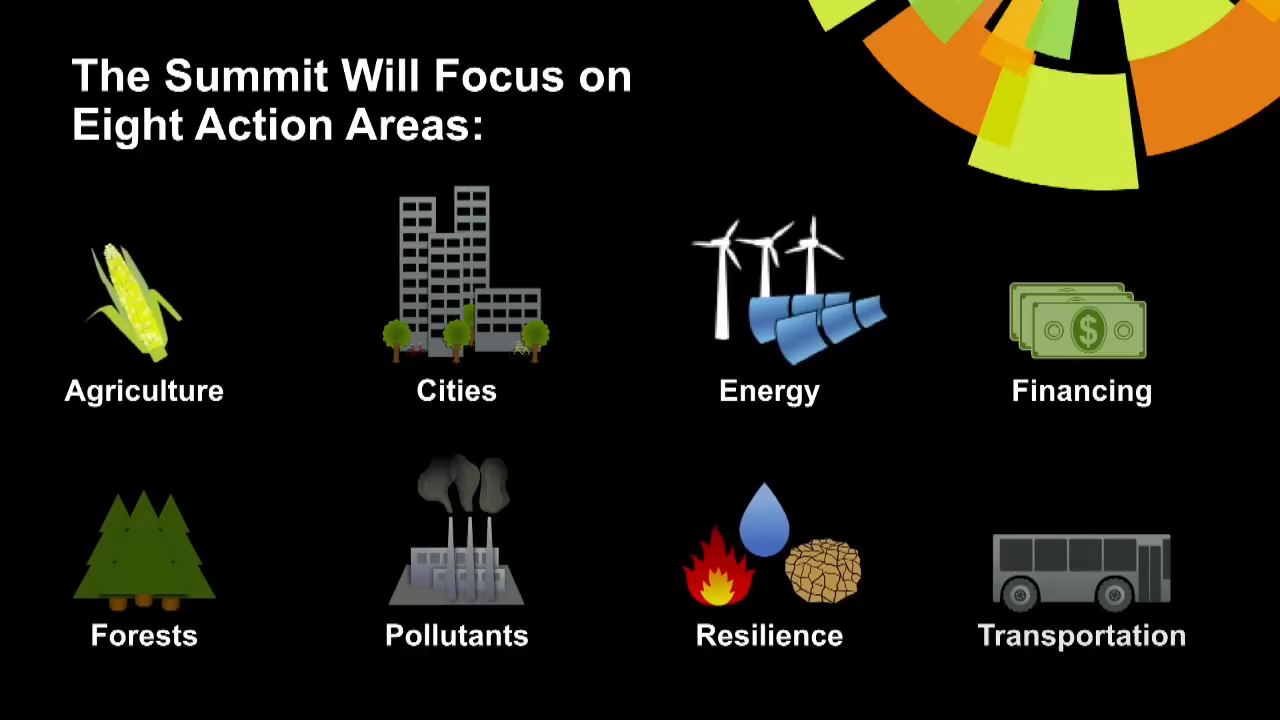 The Summit Will Focus on
Eight Action Areas:
Agriculture
Cities
Energy
$
Financing
Forests
Pollutants
Resilience
Transportation